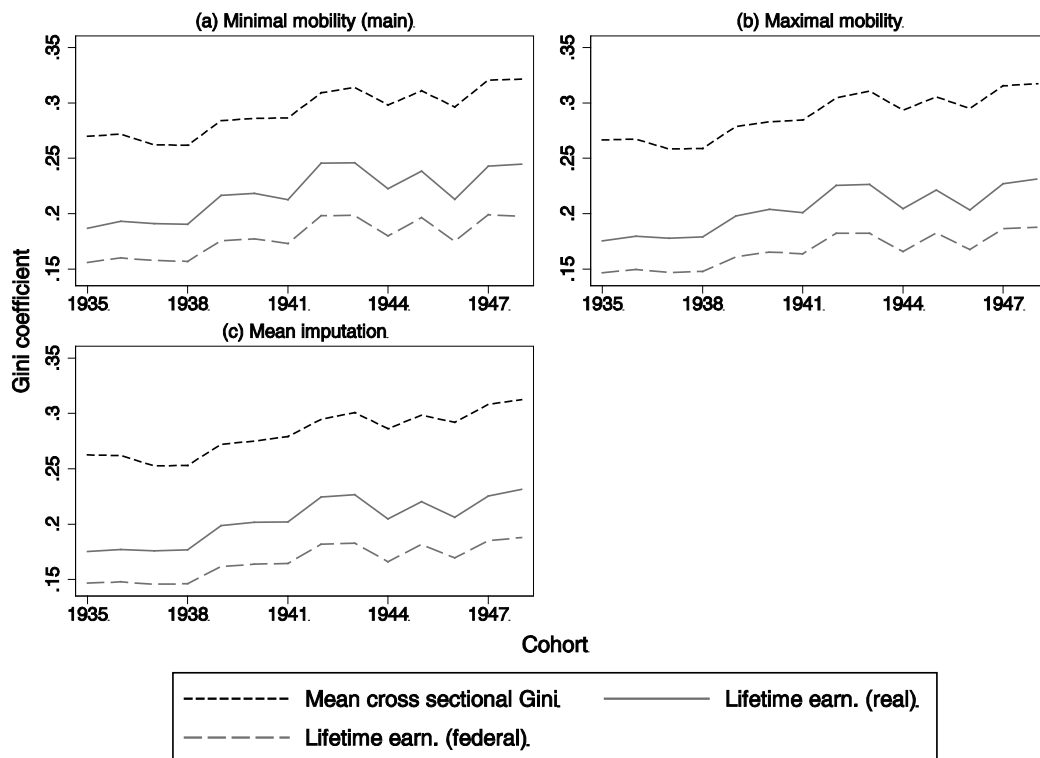 (a) Minimal mobility (main).
(b) Maximal mobility.
.35
.3
.25
.2
.15
1935. 1938. 1941. 1944. 1947.
.35
.3
.25
.2
.15
1935. 1938. 1941. 1944. 1947.
(c) Mean imputation.
Gini coefficient
.35
.3
.25
.2
.15
1935. 1938. 1941. 1944. 1947.
Cohort.
Mean cross sectional Gini.
Lifetime earn. (real).
Lifetime earn. (federal).